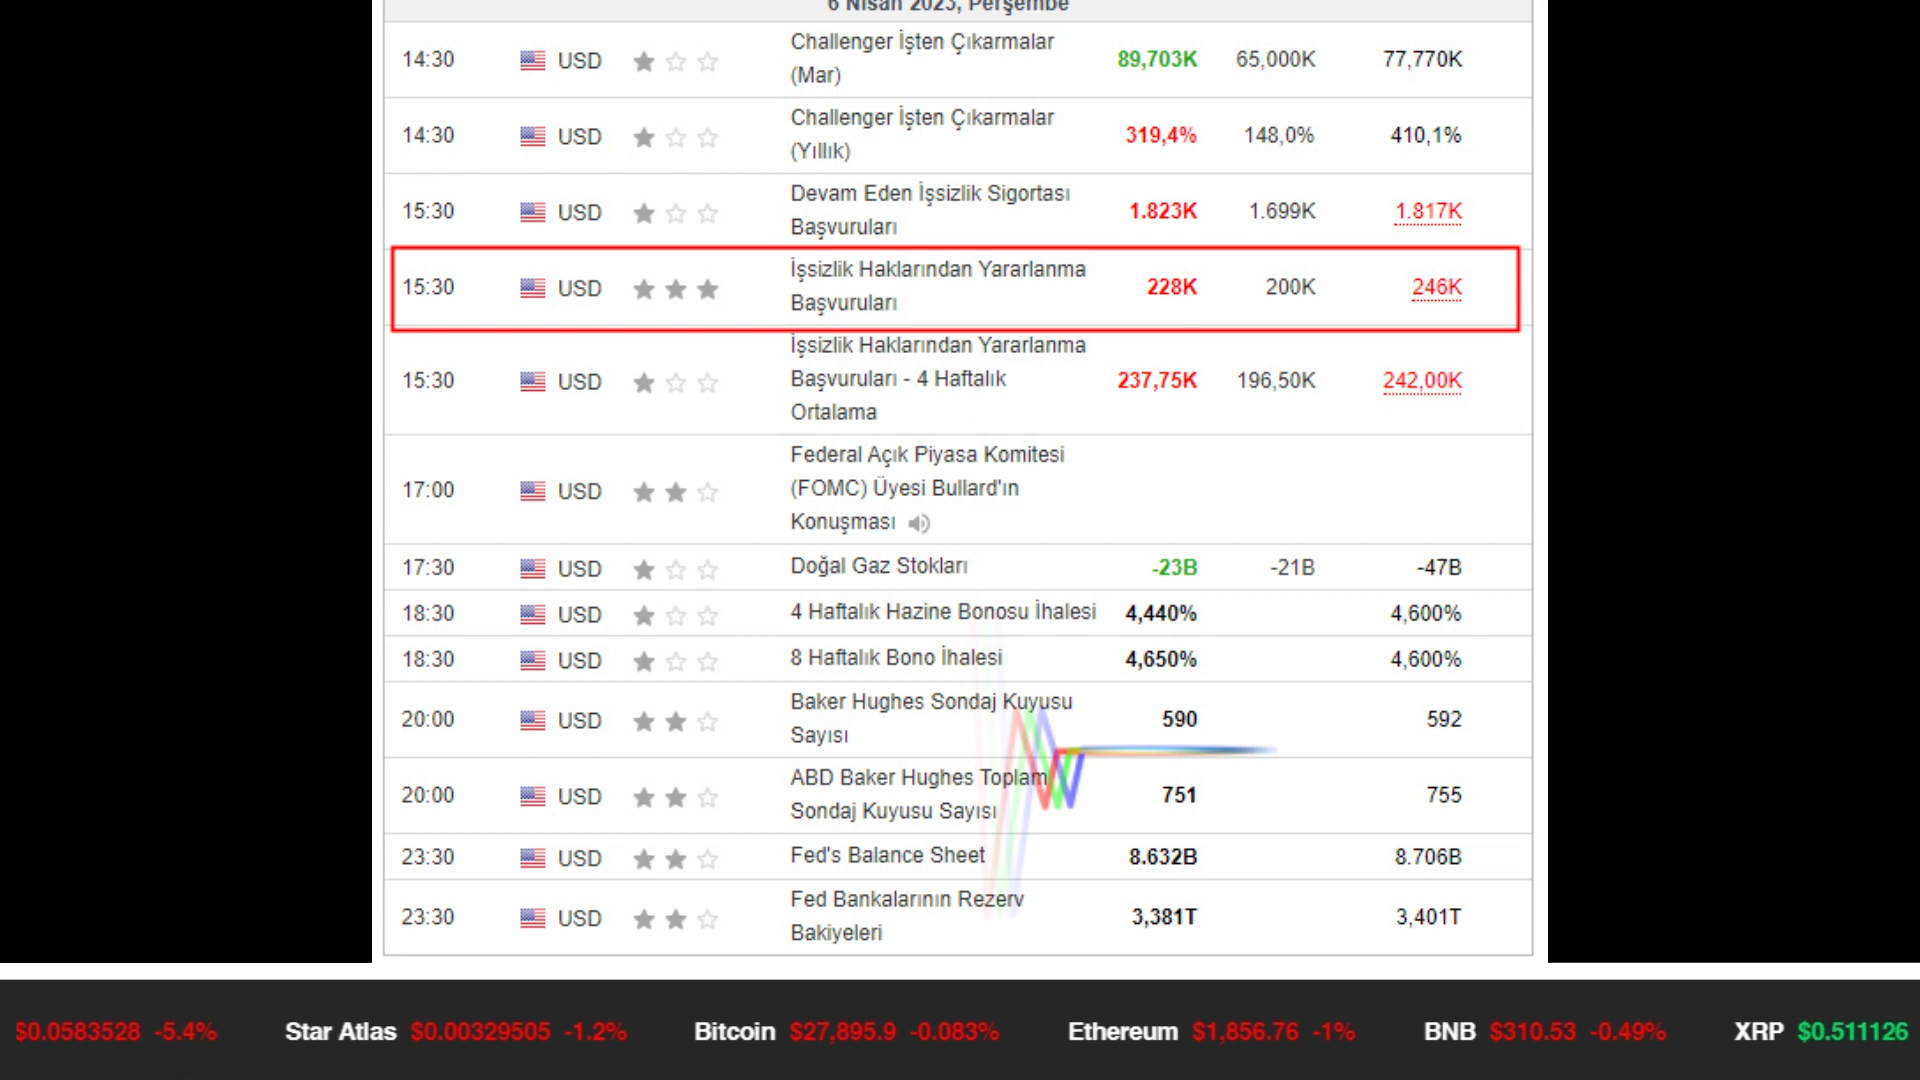 6 Nisan 2023, Perşembe
14:30 USD Challenger İşten Çıkarmalar 89,703K 65,000K 77,770K
(Mar)
14:30 USD Challenger İşten Çıkarmalar 319,4% 148,0% 410,1%
(Yıllık)
15:30 USD Devam Eden İşsizlik Sigortası 1.823K 1.699K 1.817K
Başvuruları
15:30 USD İşsizlik Haklarından Yararlanma 228K 200K 246K
Başvuruları
İşsizlik Haklarından Yararlanma
15:30 USD Başvuruları - 4 Haftalık 237,75K 196,50K 242,00K
Ortalama
Federal Açık Piyasa Komitesi
17:00 USD (FOMC) Üyesi Bullard'ın
Konuşması
17:30 USD Doğal Gaz Stokları -23B -21B -47B
18:30 USD 4 Haftalık Hazine Bonosu İhalesi 4,440% 4,600%
18:30 USD 8 Haftalık Bono İhalesi 4,650% 4,600%
20:00 USD Baker Hughes Sondaj Kuyusu 590 592
Sayısı
20:00 USD ABD Baker Hughes Toplam 751 755
Sondaj Kuyusu Sayısı
23:30 USD Fed's Balance Sheet 8.632B 8.706B
23:30 USD Fed Bankalarının Rezerv 3,381T 3,401T
Bakiyeleri
$0.0583528 -5.4% Star Atlas $0.00329505 -1.2% Bitcoin $27,895.9 -0.083% Ethereum $1,856.76 -1% BNB $310.53 -0.49% XRP $0.511126